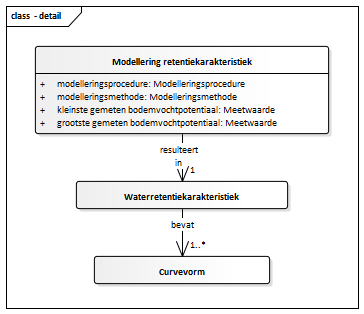 class - detail
Modellering retentiekarakteristiek
+ modelleringsprocedure: Modelleringsprocedure
+ modelleringsmethode: Modelleringsmethode
+ kleinste gemeten bodemvochtpotentiaal: Meetwaarde
+ grootste gemeten bodemvochtpotentiaal: Meetwaarde
resulteert
in
1
Waterretentiekarakteristiek
bevat
1..*
Curvevorm